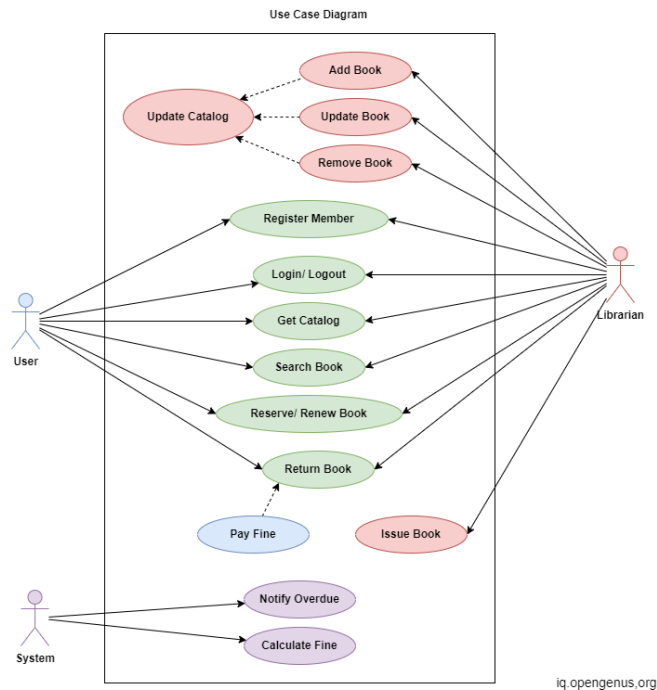 Use Case Diagram
Add Book
Update Catalog
Update Book
Remove Book
Register Member
Login/ Logout
Get Catalog
Search Book
Reserve/ Renew Book
Return Book
User
Librarian
Pay Fine
Issue Book
Notify Overdue
Calculate Fine
System
iq.opengenus,org